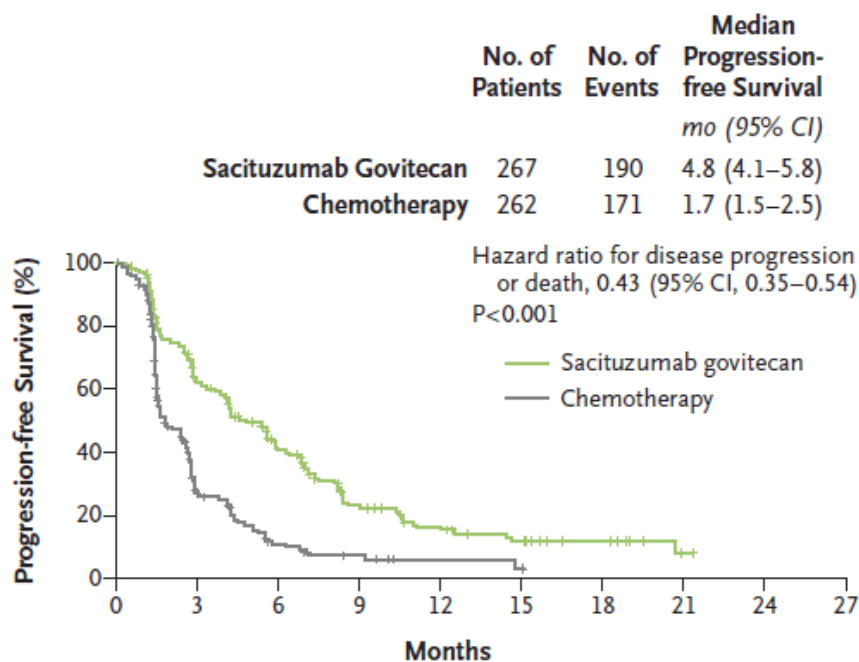 Median
No. of No. of Progression-
Patients Events free Survival
mo (95% CI)
Sacituzumab Govitecan 267 190 4.8 (4.1–5.8)
Chemotherapy 262 171 1.7 (1.5–2.5)
Hazard ratio for disease progression
or death, 0.43 (95% CI, 0.35–0.54)
P<0.001
Sacituzumab govitecan
Chemotherapy
Progression-free Survival (%)
100
80
60
40
20
0
0 3 6 9 12 15 18 21 24 27
Months